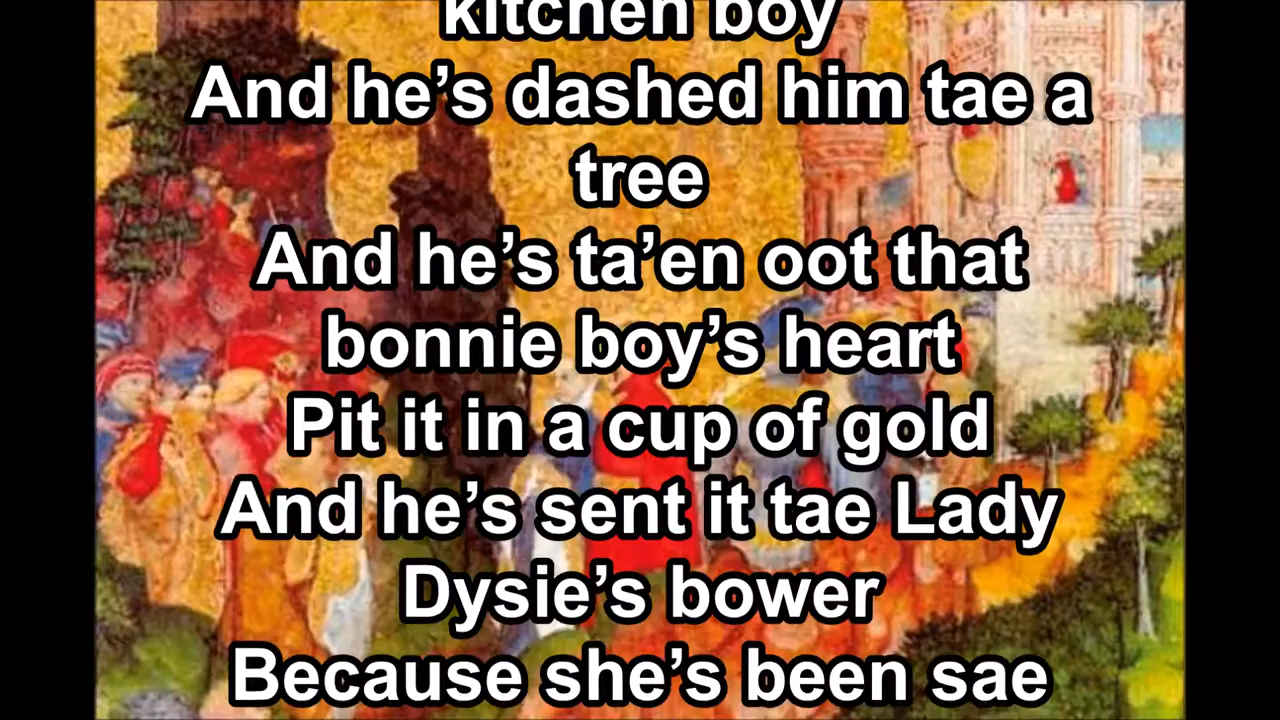 kitchen boy
And he’s dashed him tae a
tree
And he’s ta’en oot that
bonnie boy’s heart
Pit it in a cup of gold
And he’s sent it tae Lady
Dysie’s bower
Because she’s been sae